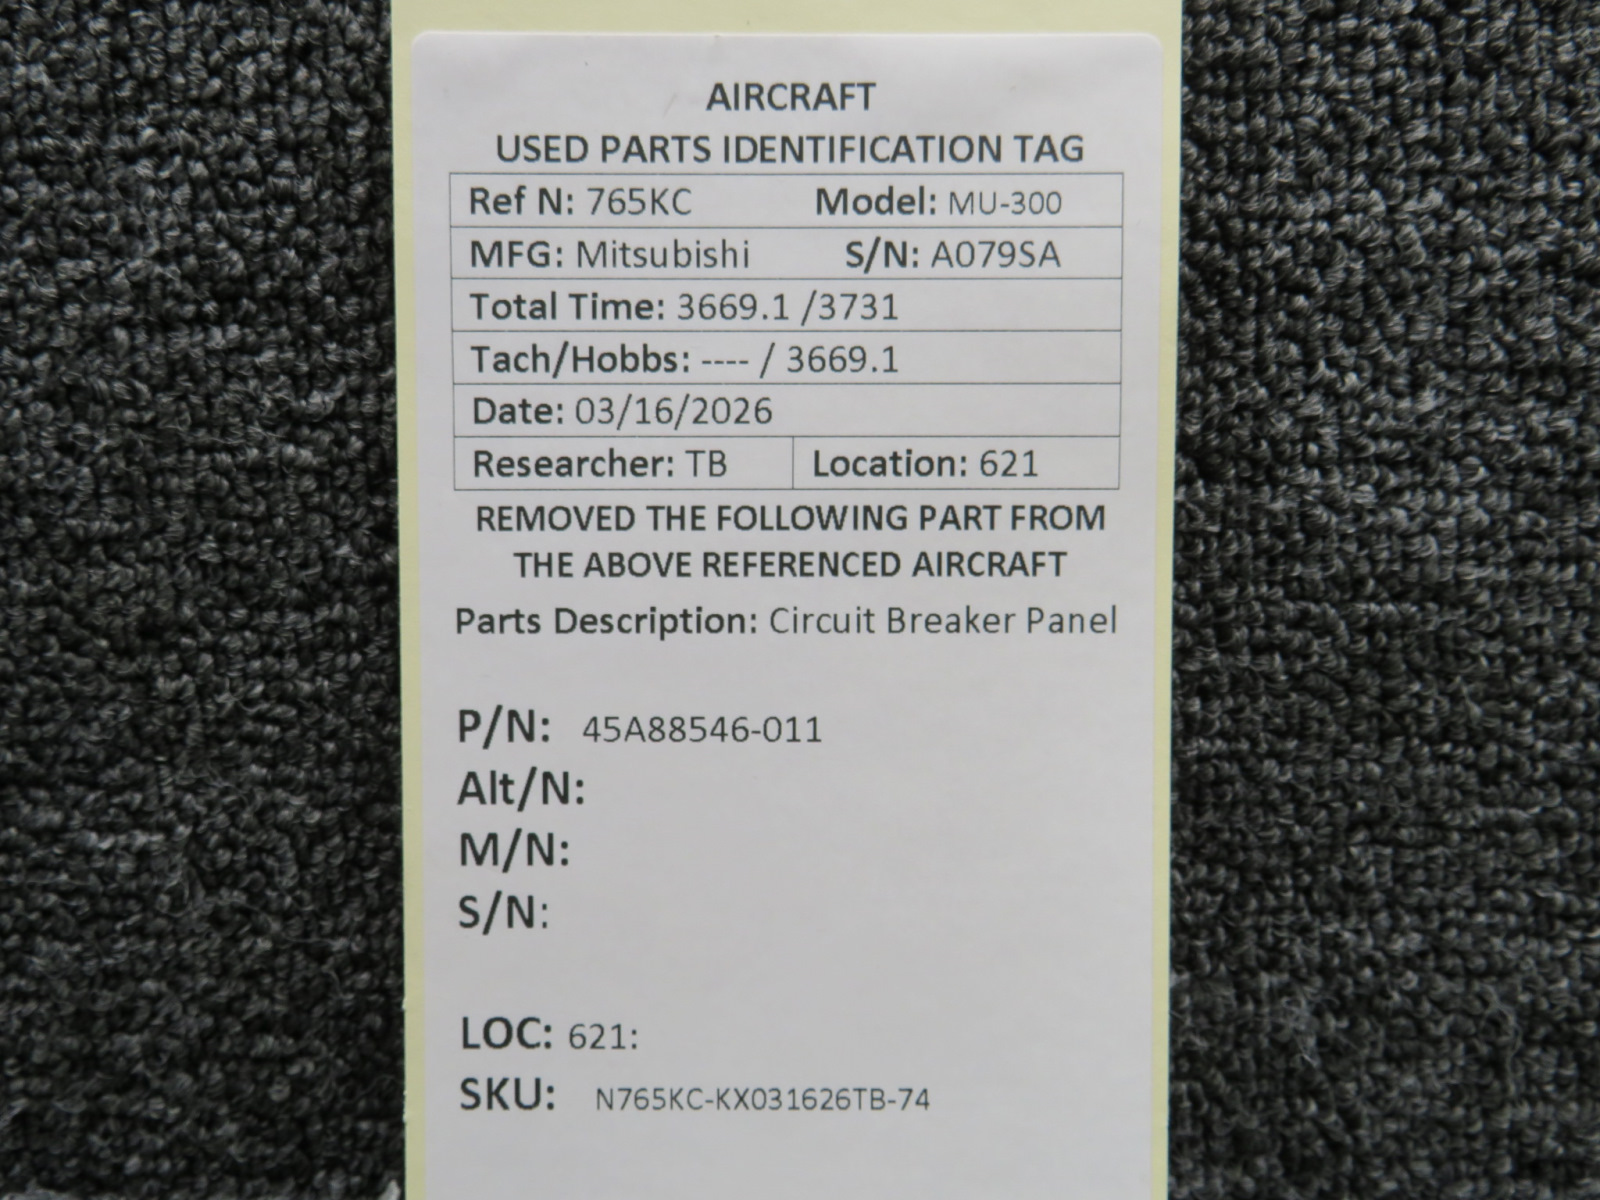 AIRCRAFT
USED PARTS IDENTIFICATION TAG
Ref N: 765KC Model: MU-300
MFG: Mitsubishi S/N: A079SA
Total Time: 3669.1 /3731
Tach/Hobbs: ---- / 3669.1
Date: 03/16/2026
Researcher: TB Location: 621
REMOVED THE FOLLOWING PART FROM
THE ABOVE REFERENCED AIRCRAFT
Parts Description: Circuit Breaker Panel
P/N: 45A88546-011
Alt/N:
M/N:
S/N:
LOC: 621:
SKU: N765KC-KX031626TB-74